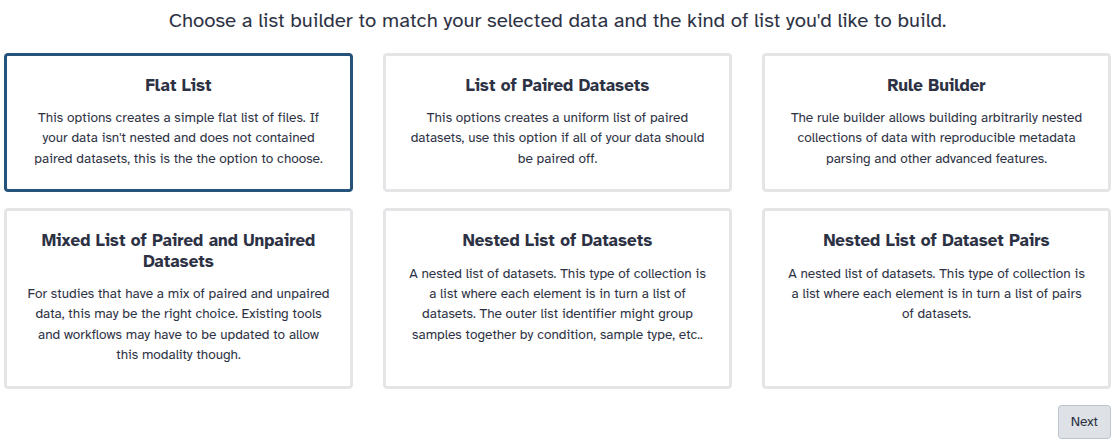 Choose a list builder to match your selected data and the kind of list you'd like to build.
Flat List
This options creates a simple flat list of files. If
your data isn't nested and does not contained
paired datasets, this is the the option to choose.
List of Paired Datasets
This options creates a uniform list of paired
datasets, use this option if all of your data should
be paired off.
Rule Builder
The rule builder allows building arbitrarily nested
collections of data with reproducible metadata
parsing and other advanced features.
Mixed List of Paired and Unpaired
Datasets
For studies that have a mix of paired and unpaired
data, this may be the right choice. Existing tools
and workflows may have to be updated to allow
this modality though.
Nested List of Datasets
A nested list of datasets. This type of collection is
a list where each element is in turn a list of
datasets. The outer list identifier might group
samples together by condition, sample type, etc..
Nested List of Dataset Pairs
A nested list of datasets. This type of collection is
a list where each element is in turn a list of pairs
of datasets.
Next